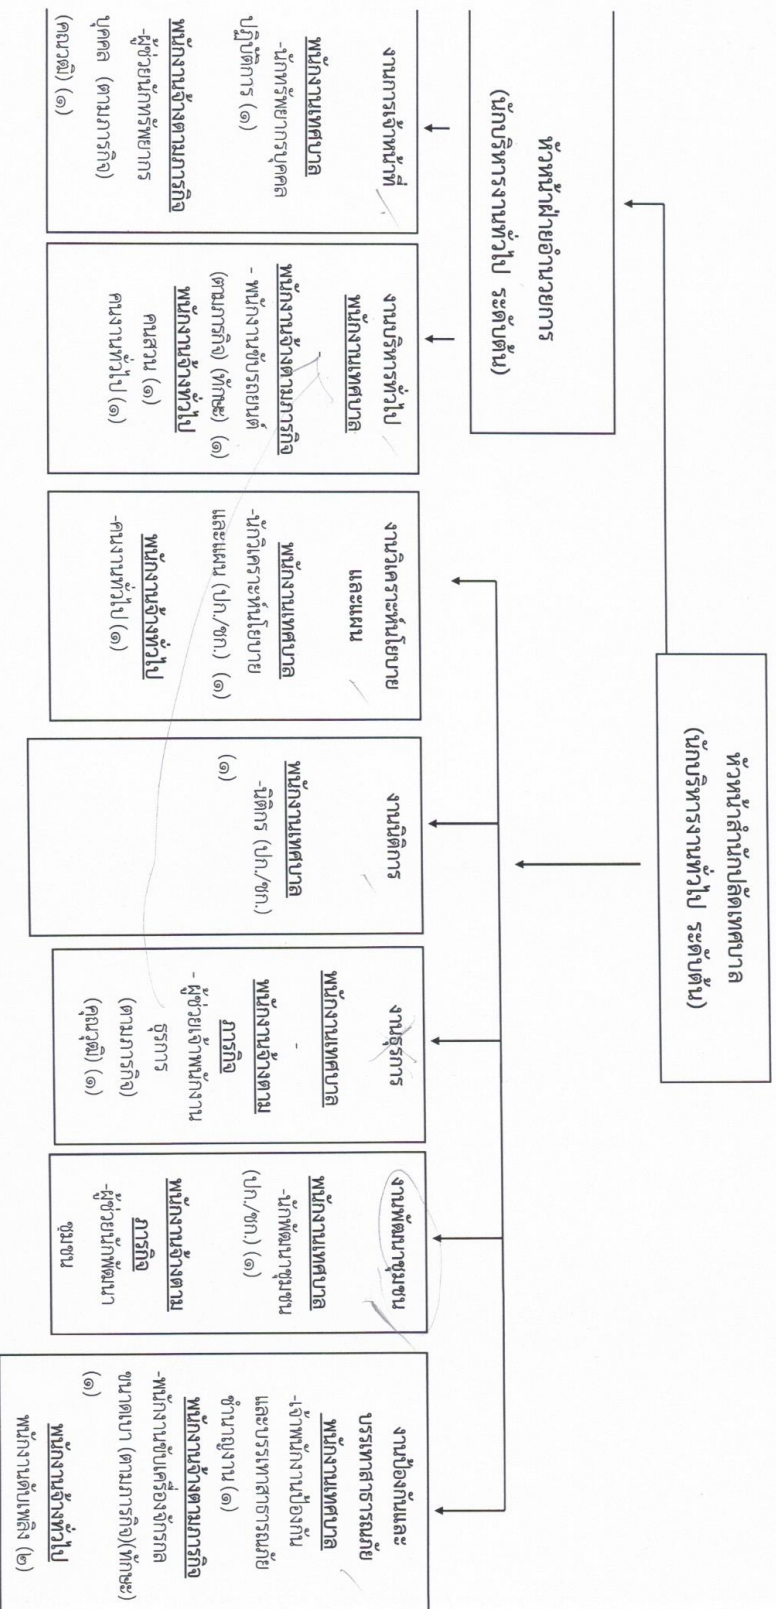 หัวหน้าสำนักปลัดเทศบาล
(นักบริหารงานทั่วไป ระดับต้น)
หัวหน้าฝ่ายอำนวยการ
(นักบริหารงานทั่วไป ระดับต้น)
งานการเจ้าหน้าที่
พนักงานเทศบาล
-นักทรัพยากรบุคคล
ปฏิบัติการ (๑)
พนักงานจ้างตามภารกิจ
-ผู้ช่วยนักทรัพยากร
บุคคล (ตามภารกิจ)
(คุณวุฒิ) (๑)
งานบริหารทั่วไป
พนักงานเทศบาล
-
พนักงานจ้างตามภารกิจ
- พนักงานขับรถยนต์
(ตามภารกิจ) (ทักษะ) (๑)
พนักงานจ้างทั่วไป
คนสวน (๑)
คนงานทั่วไป (๑)
งานวิเคราะห์นโยบาย
และแผน
พนักงานเทศบาล
-นักวิเคราะห์นโยบาย
และแผน (ปก./ชก.) (๑)
พนักงานจ้างทั่วไป
-คนงานทั่วไป (๑)
งานนิติการ
พนักงานเทศบาล
-นิติกร (ปก./ชก.)
(๑)
งานธุรการ
พนักงานเทศบาล
-
พนักงานจ้างตาม
ภารกิจ
- ผู้ช่วยเจ้าพนักงาน
ธุรการ
(ตามภารกิจ)
(คุณวุฒิ) (๑)
งานพัฒนาชุมชน
พนักงานเทศบาล
-นักพัฒนาชุมชน
(ปก./ชก.) (๑)
พนักงานจ้างตาม
ภารกิจ
-ผู้ช่วยนักพัฒนา
ชุมชน
งานป้องกันและ
บรรเทาสาธารณภัย
พนักงานเทศบาล
-เจ้าพนักงานป้องกัน
และบรรเทาสาธารณภัย
ชำนาญงาน (๑)
พนักงานจ้างตามภารกิจ
-พนักงานขับเครื่องจักรกล
ขนาดเบา (ตามภารกิจ)(ทักษะ)
(๑)
พนักงานจ้างทั่วไป
พนักงานดับเพลิง (๒)